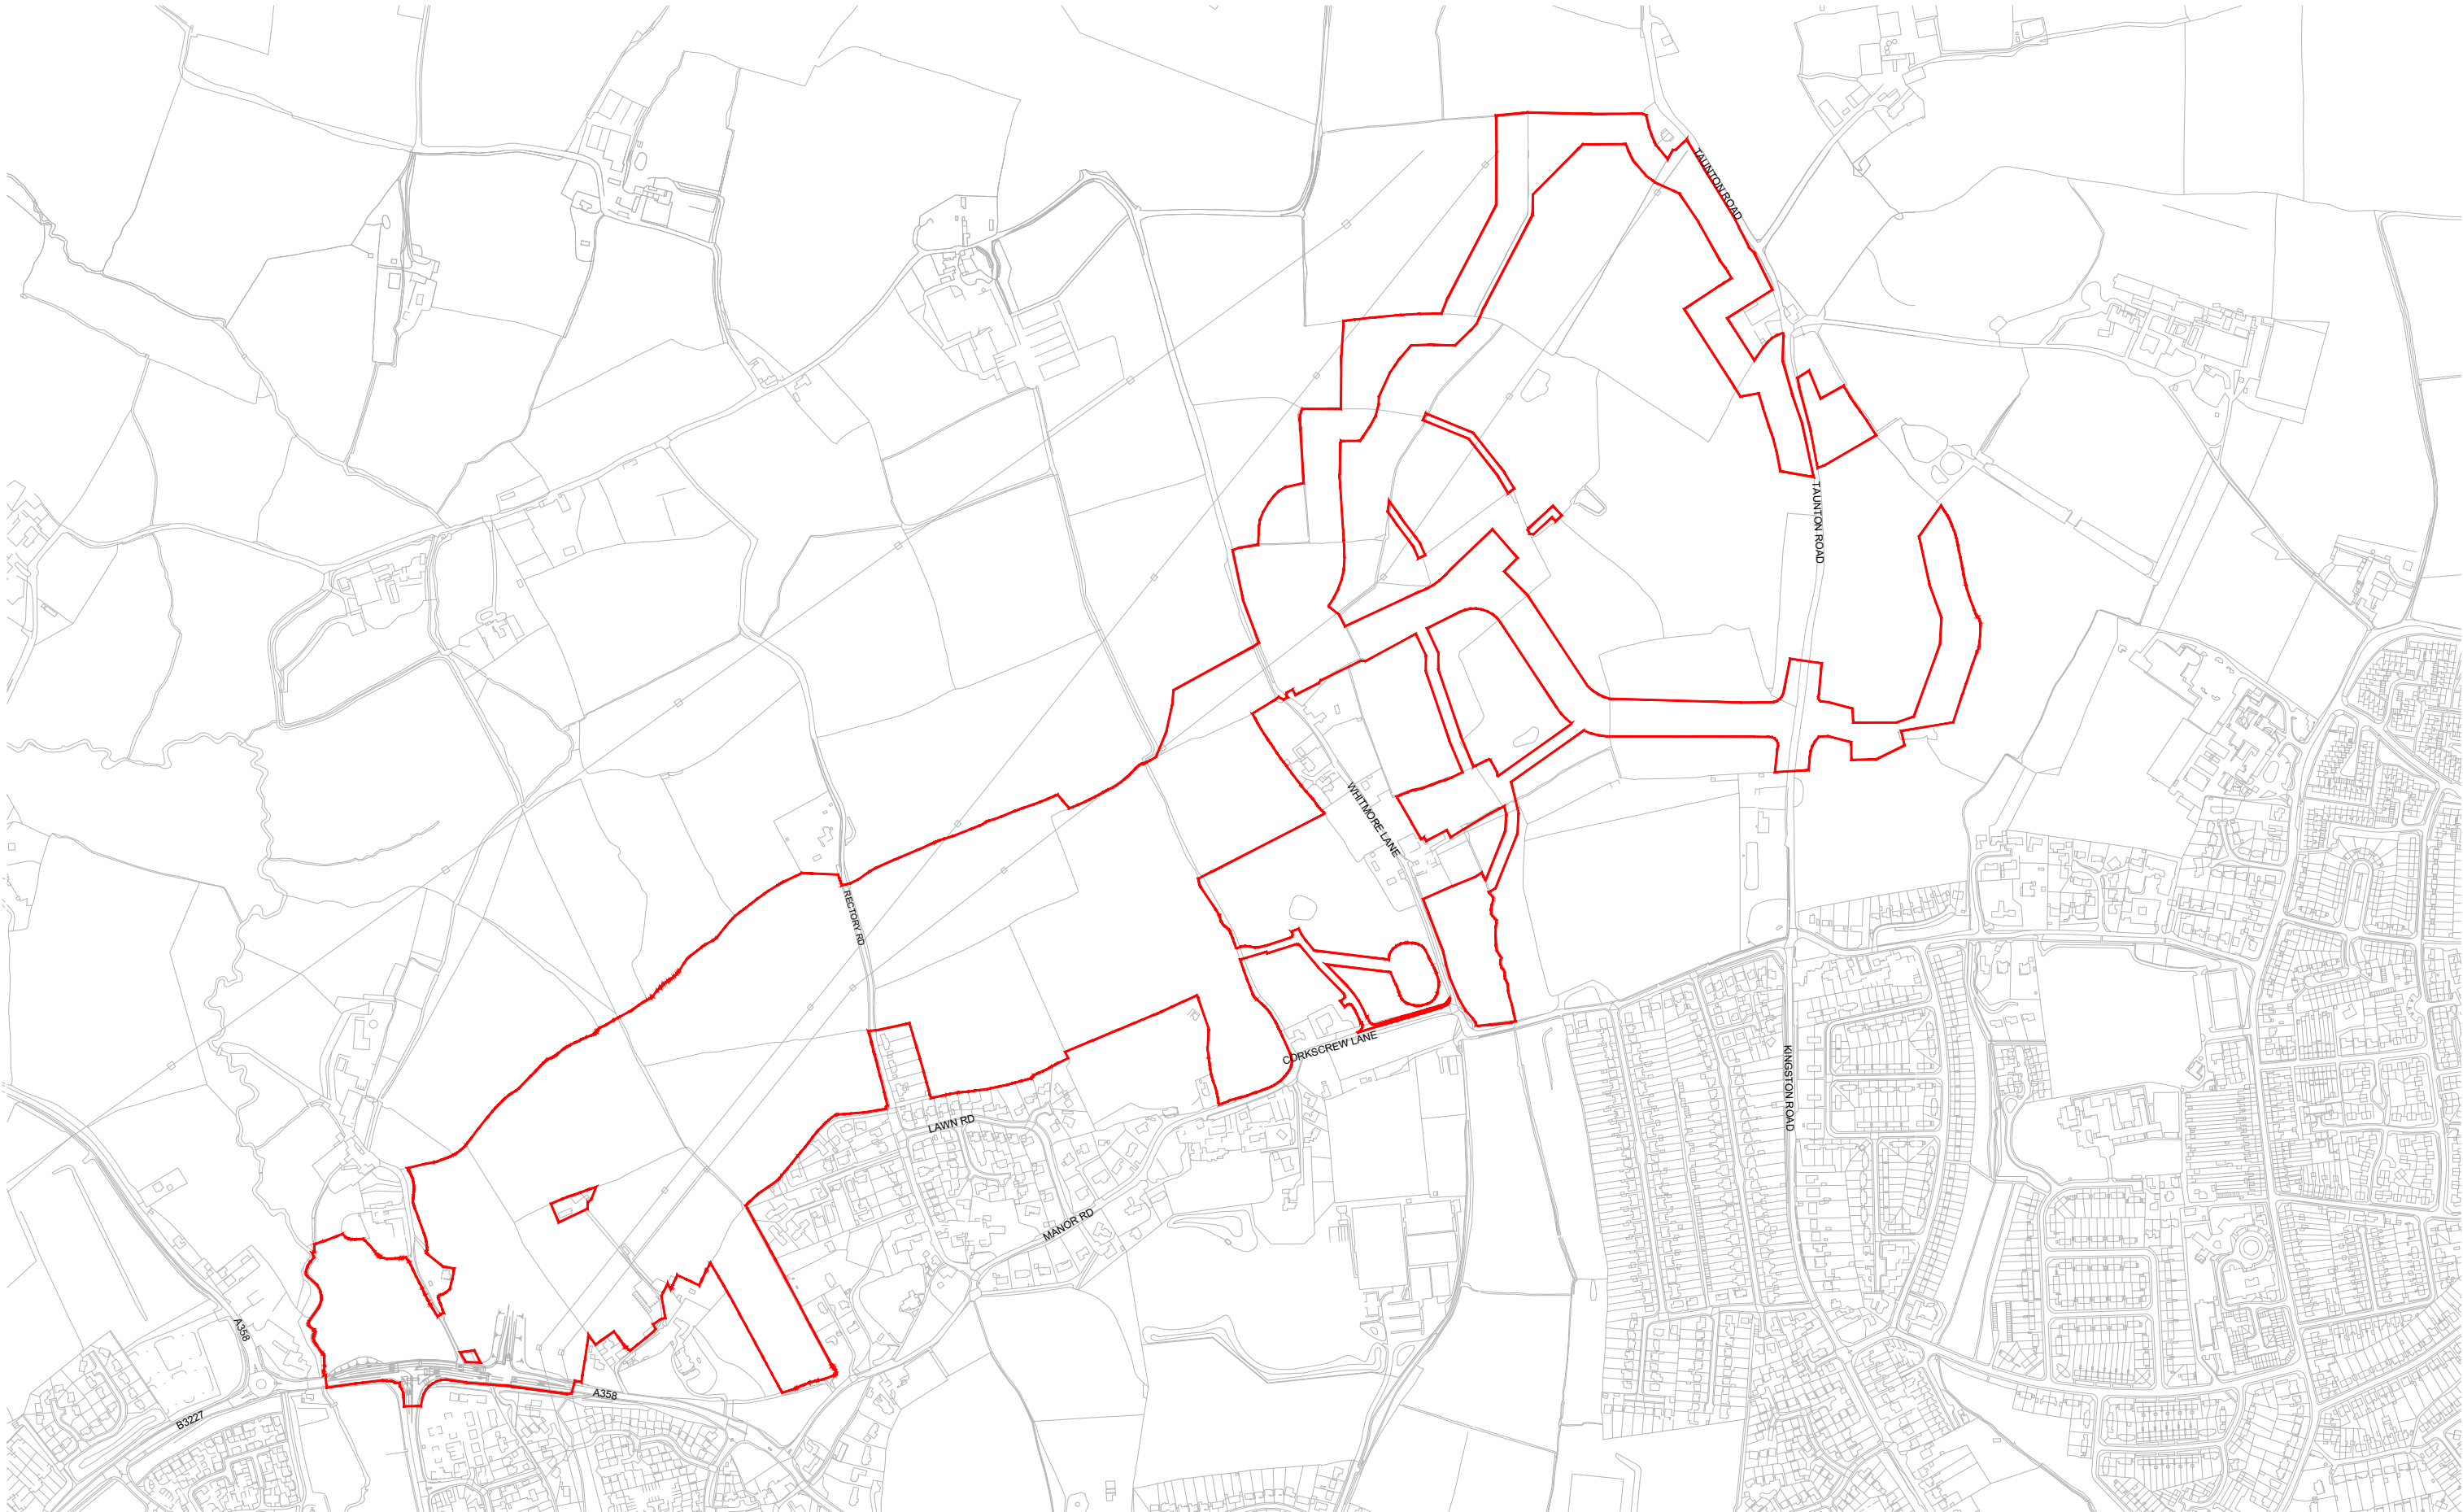 TAUNTON ROAD
TAUNTON ROAD
WHITMORE LANE
RECTORY RD
CORKSCREW LANE
KINGSTON ROAD
LAWN RD
MANOR RD
A358
A358
B3227